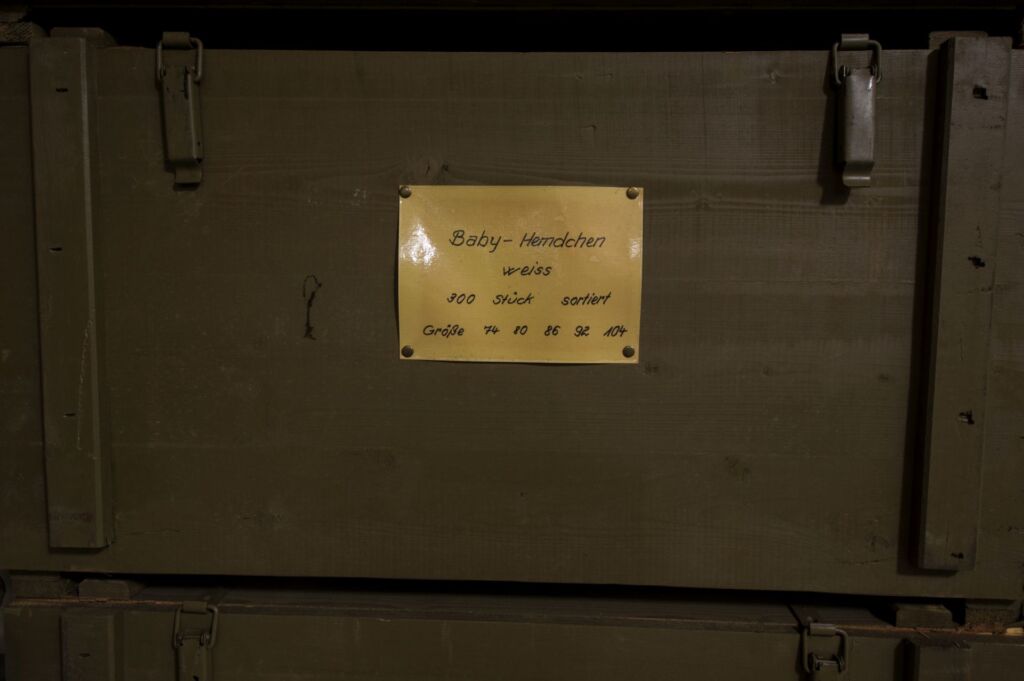 Baby-Hemdchen
weiss
300 Stück sortiert
Größe 74 80 86 92 104